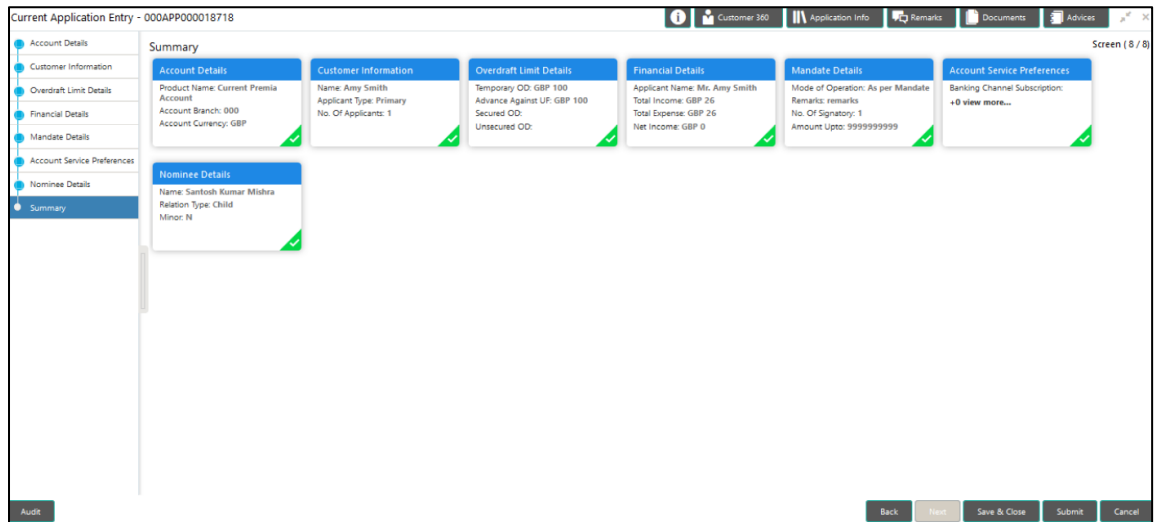 Current Application Entry - 000APP000018718
Customer 360
Application Info
Remarks
Documents
Advices
Account Details
Customer Information
Overdraft Limit Details
Financial Details
Mandate Details
Account Service Preferences
Nominee Details
Summary
Summary
Screen ( 8 / 8)
Account Details
Product Name: Current Premia
Account
Account Branch: 000
Account Currency: GBP
Customer Information
Name: Amy Smith
Applicant Type: Primary
No. Of Applicants: 1
Overdraft Limit Details
Temporary OD: GBP 100
Advance Against UF: GBP 100
Secured OD:
Unsecured OD:
Financial Details
Applicant Name: Mr. Amy Smith
Total Income: GBP 26
Total Expense: GBP 26
Net Income: GBP 0
Mandate Details
Mode of Operation: As per Mandate
Remarks: remarks
No. Of Signatory: 1
Amount Upto: 9999999999
Account Service Preferences
Banking Channel Subscription:
+0 view more...
Nominee Details
Name: Santosh Kumar Mishra
Relation Type: Child
Minor: N
Audit
Back
Next
Save & Close
Submit
Cancel